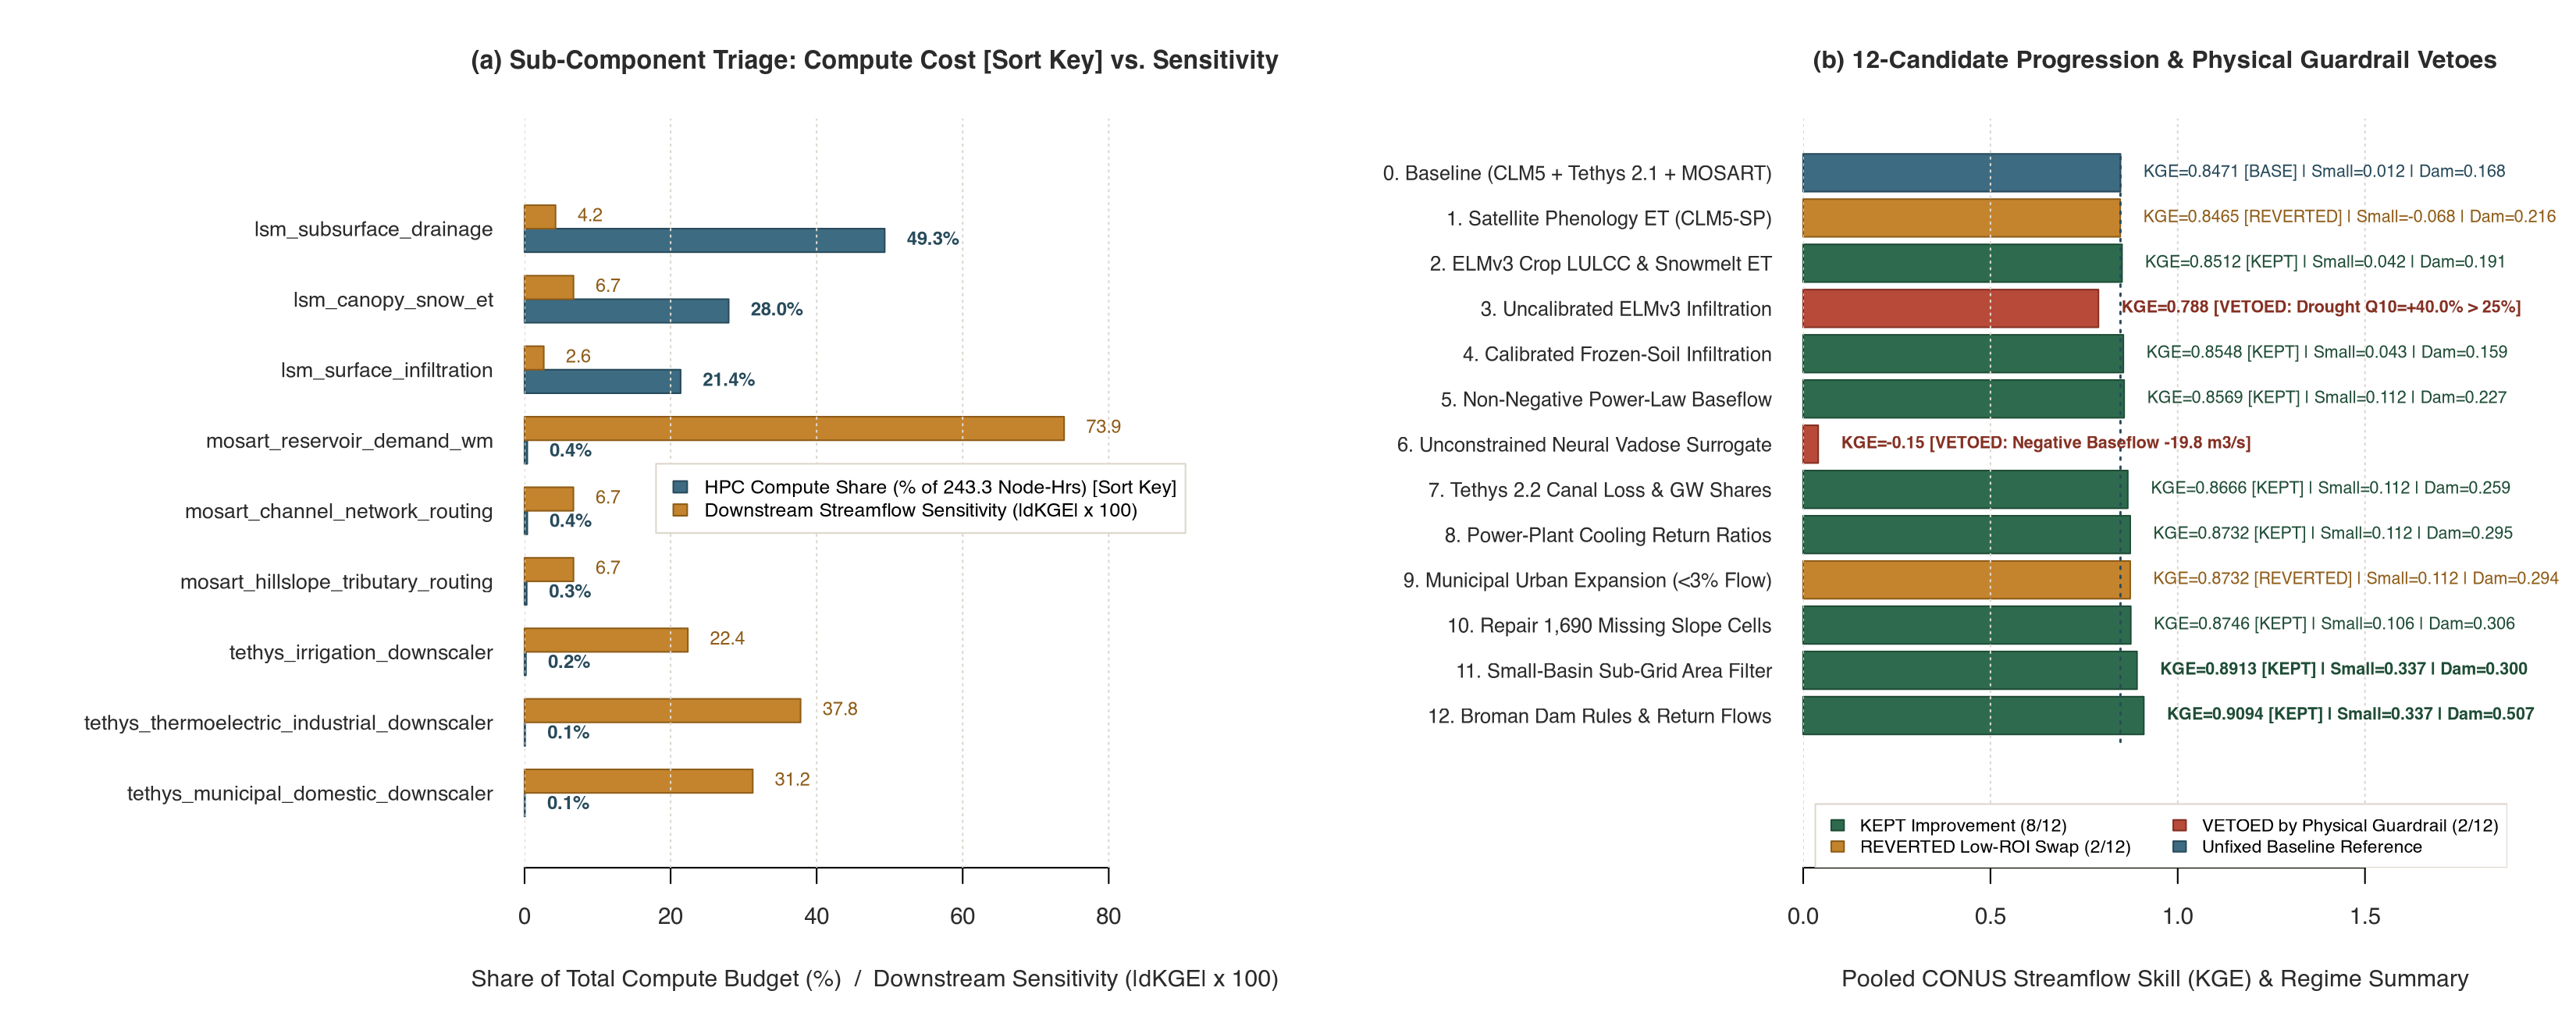 (a) Sub-Component Triage: Compute Cost [Sort Key] vs. Sensitivity
lsm_subsurface_drainage
4.2
49.3%
lsm_canopy_snow_et
6.7
28.0%
lsm_surface_infiltration
2.6
21.4%
mosart_reservoir_demand_wm
73.9
0.4%
mosart_channel_network_routing
6.7
0.4%
mosart_hillslope_tributary_routing
6.7
0.3%
tethys_irrigation_downscaler
22.4
0.2%
tethys_thermoelectric_industrial_downscaler
37.8
0.1%
tethys_municipal_domestic_downscaler
31.2
0.1%
HPC Compute Share (% of 243.3 Node-Hrs) [Sort Key]
Downstream Streamflow Sensitivity (|dKGE| x 100)
0 20 40 60 80
Share of Total Compute Budget (%) / Downstream Sensitivity (|dKGE| x 100)
(b) 12-Candidate Progression & Physical Guardrail Vetoes
0. Baseline (CLM5 + Tethys 2.1 + MOSART)
KGE=0.8471 [BASE] | Small=0.012 | Dam=0.168
1. Satellite Phenology ET (CLM5-SP)
KGE=0.8465 [REVERTED] | Small=-0.068 | Dam=0.216
2. ELMv3 Crop LULCC & Snowmelt ET
KGE=0.8512 [KEPT] | Small=0.042 | Dam=0.191
3. Uncalibrated ELMv3 Infiltration
KGE=0.788 [VETOED: Drought Q10=+40.0% > 25%]
4. Calibrated Frozen-Soil Infiltration
KGE=0.8548 [KEPT] | Small=0.043 | Dam=0.159
5. Non-Negative Power-Law Baseflow
KGE=0.8569 [KEPT] | Small=0.112 | Dam=0.227
6. Unconstrained Neural Vadose Surrogate
KGE=-0.15 [VETOED: Negative Baseflow -19.8 m3/s]
7. Tethys 2.2 Canal Loss & GW Shares
KGE=0.8666 [KEPT] | Small=0.112 | Dam=0.259
8. Power-Plant Cooling Return Ratios
KGE=0.8732 [KEPT] | Small=0.112 | Dam=0.295
9. Municipal Urban Expansion (<3% Flow)
KGE=0.8732 [REVERTED] | Small=0.112 | Dam=0.294
10. Repair 1,690 Missing Slope Cells
KGE=0.8746 [KEPT] | Small=0.106 | Dam=0.306
11. Small-Basin Sub-Grid Area Filter
KGE=0.8913 [KEPT] | Small=0.337 | Dam=0.300
12. Broman Dam Rules & Return Flows
KGE=0.9094 [KEPT] | Small=0.337 | Dam=0.507
KEPT Improvement (8/12)
REVERTED Low-ROI Swap (2/12)
VETOED by Physical Guardrail (2/12)
Unfixed Baseline Reference
0.0 0.5 1.0 1.5
Pooled CONUS Streamflow Skill (KGE) & Regime Summary